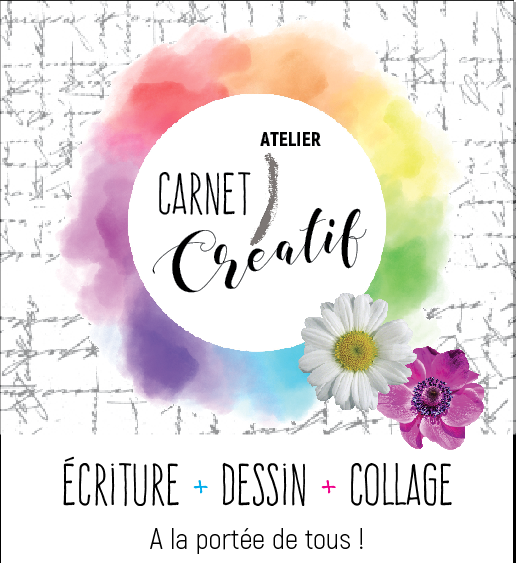 ATELIER
CARNET
Creatif
ÉCRITURE + DESSIN + COLLAGE
A la portée de tous !